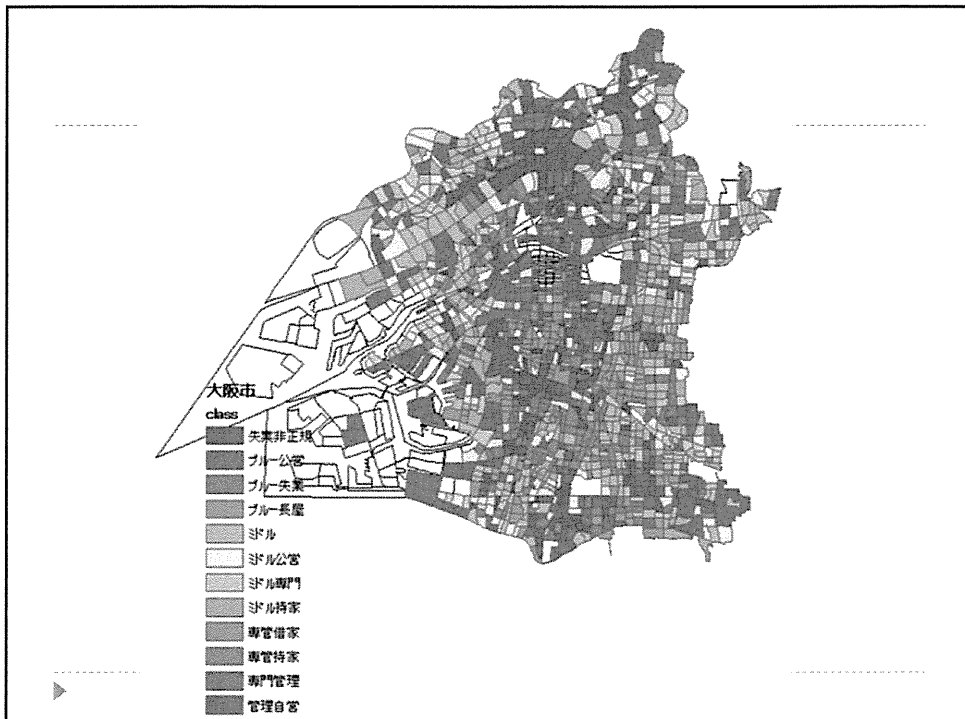 大阪市
class
失業非正規
ブルー公営
ブルー失業
ブルー長屋
ミドル
ミドル公営
ミドル専門
ミドル持家
専管借家
専管持家
専門管理
管理自営